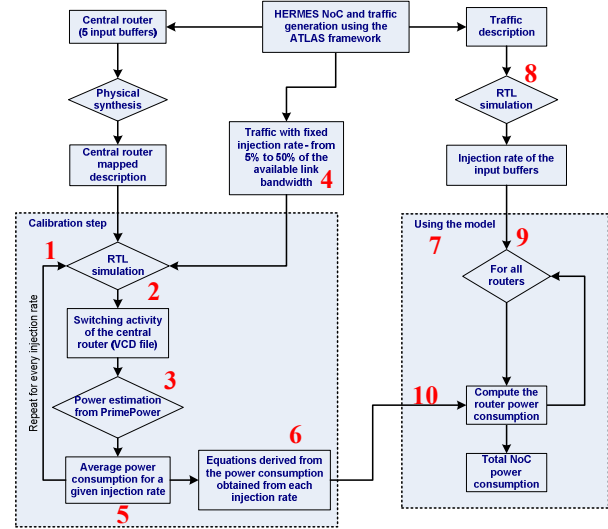 Central router
(5 input buffers)
HERMES NoC and traffic
generation using the
ATLAS framework
Traffic
description
8
Physical
synthesis
RTL
simulation
Central router
mapped
description
Traffic with fixed
injection rate - from
5% to 50% of the
available link
bandwidth
4
Injection rate of the
input buffers
Calibration step
1
RTL
simulation
2
Switching activity
of the central
router (VCD file)
3
Power estimation
from PrimePower
Repeat for every injection rate
Average power
consumption for a
given injection rate
5
6
Equations derived from
the power consumption
obtained from each
injection rate
Using the model
7
9
For all
routers
10
Compute the
router power
consumption
Total NoC
power
consumption